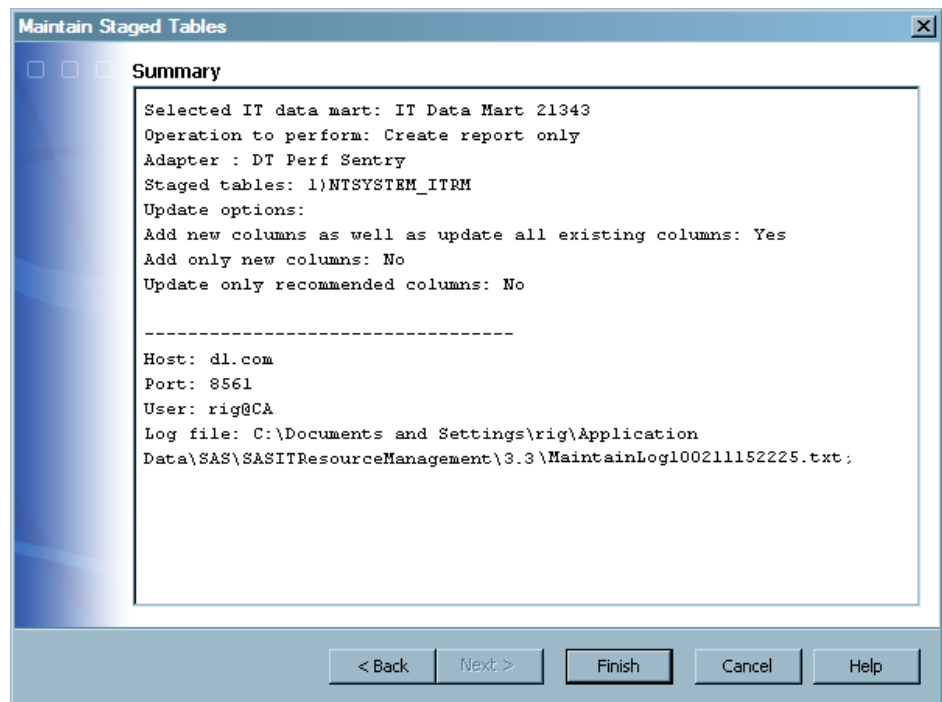 Maintain Staged Tables
Summary
Selected IT data mart: IT Data Mart 21343
Operation to perform: Create report only
Adapter : DT Perf Sentry
Staged tables: 1)NTSYSTEM_ITRM
Update options:
Add new columns as well as update all existing columns: Yes
Add only new columns: No
Update only recommended columns: No
----------------------------------
Host: dl.com
Port: 8561
User: rig@CA
Log file: C:\Documents and Settings\rig\Application
Data\SAS\SASITResourceManagement\3.3\MaintainLog100211152225.txt;
< Back Next > Finish Cancel Help